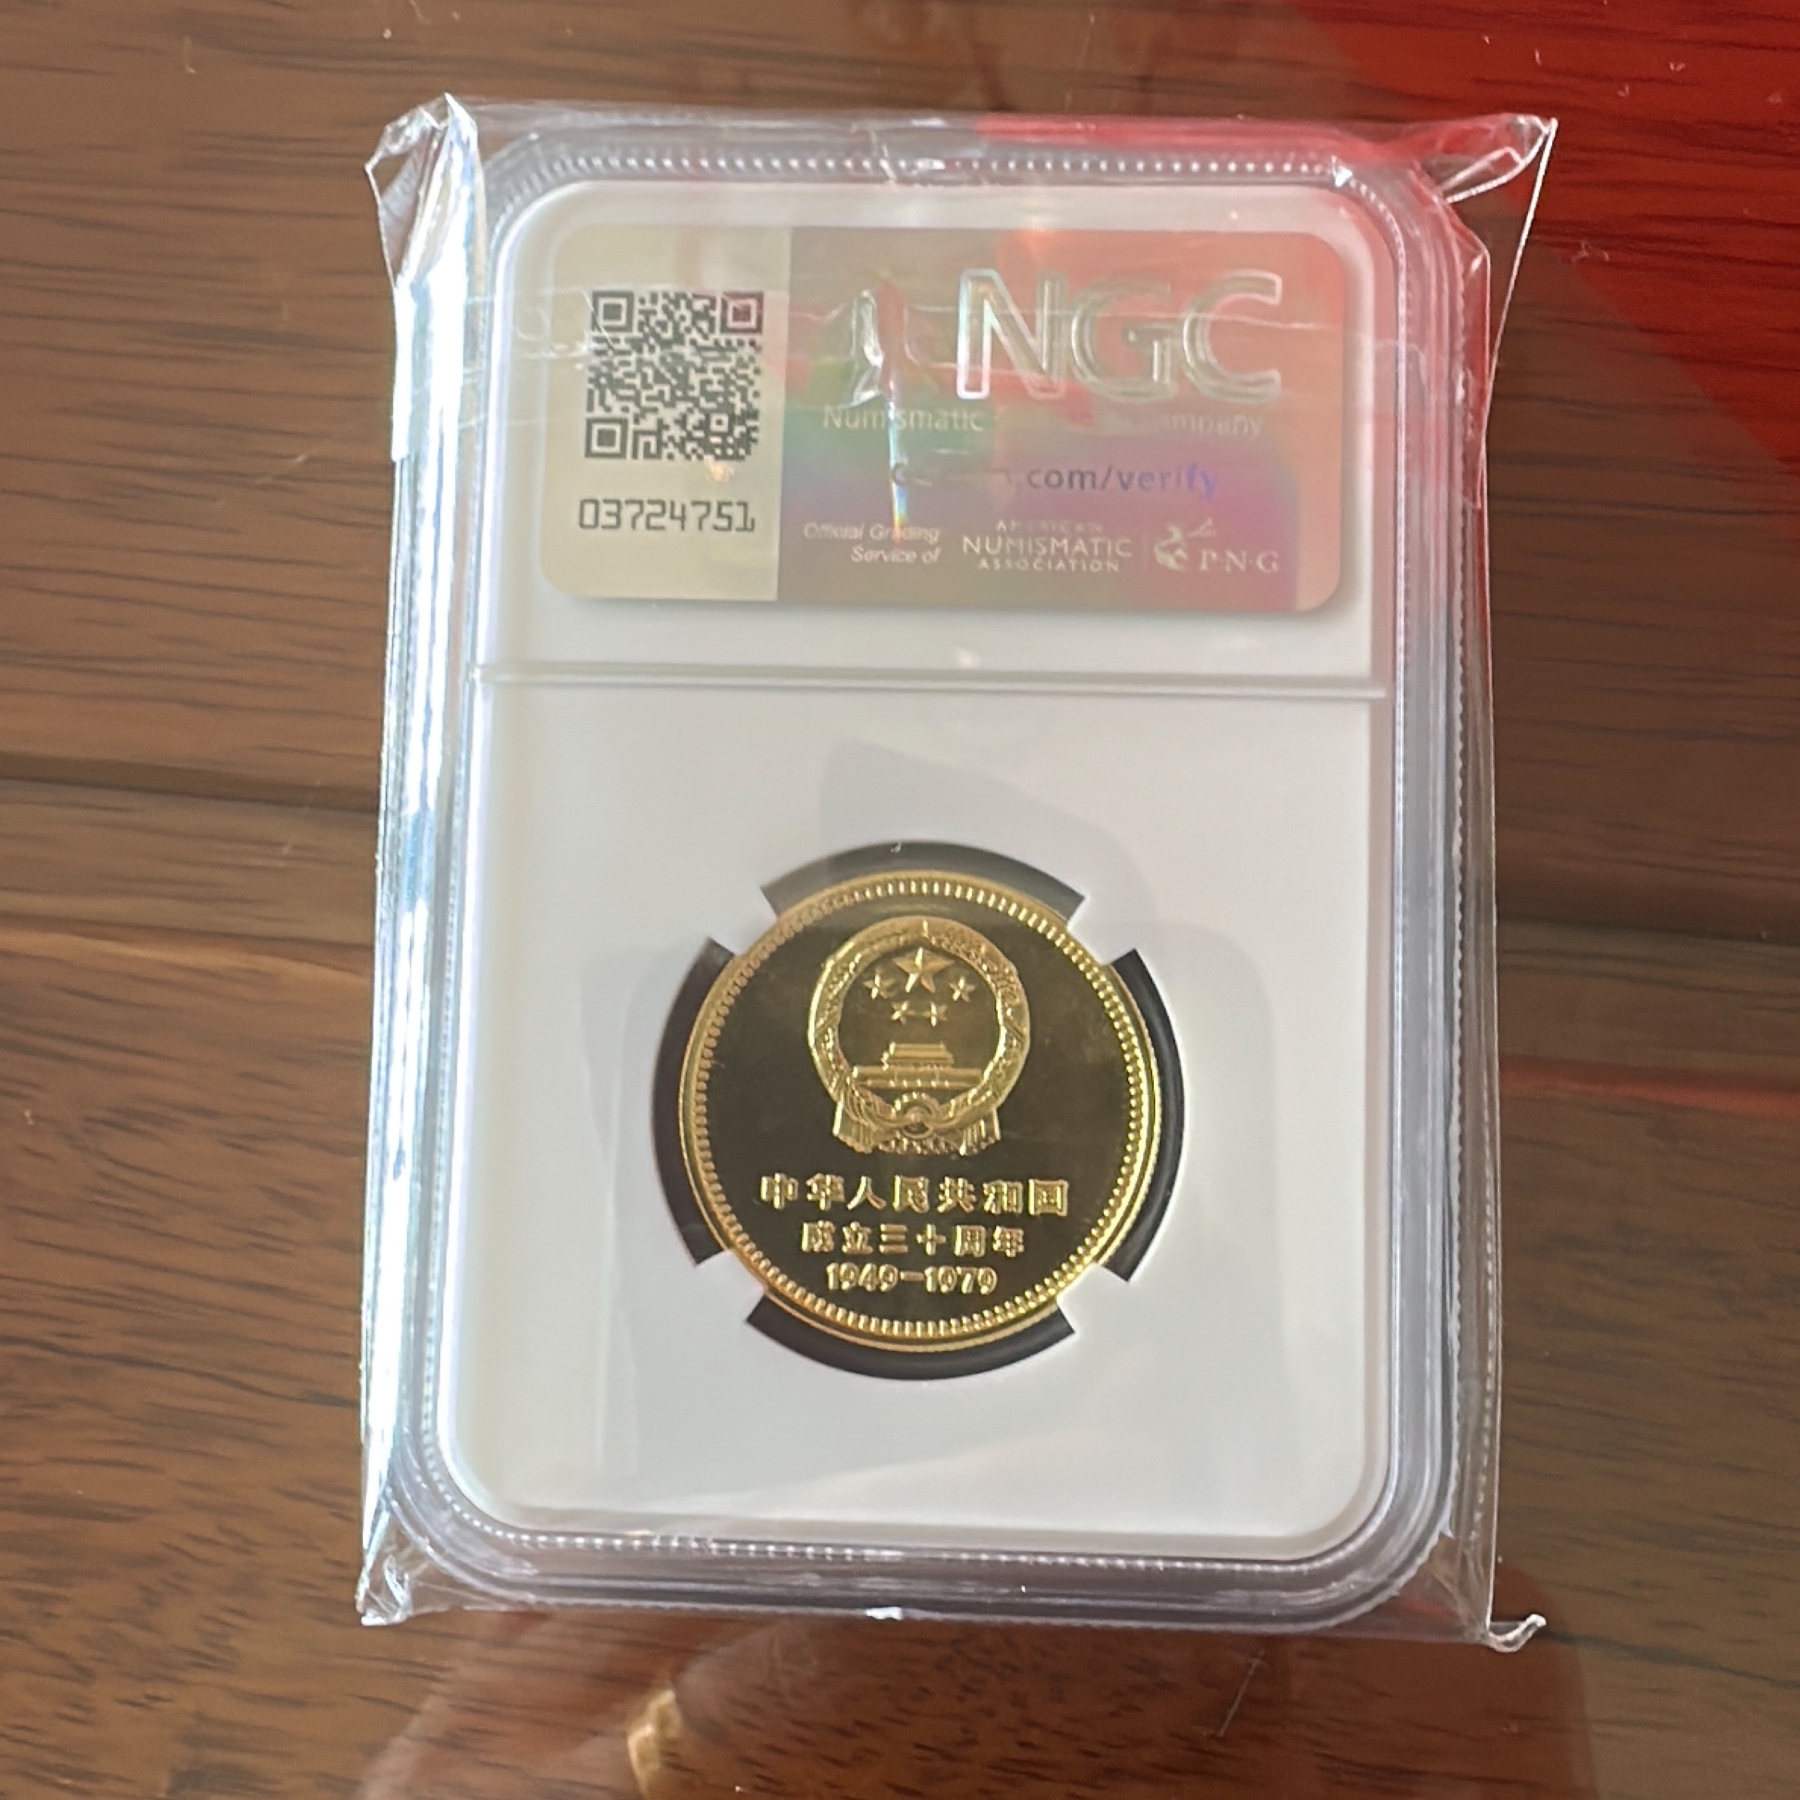 NGC
Numismatic ompany
.com/verify
03724751
Official Grading
Service of
AMERICAN
NUMISMATIC
ASSOCIATION
P·N·G
中华人民共和国
成立三十周年
1949-1979